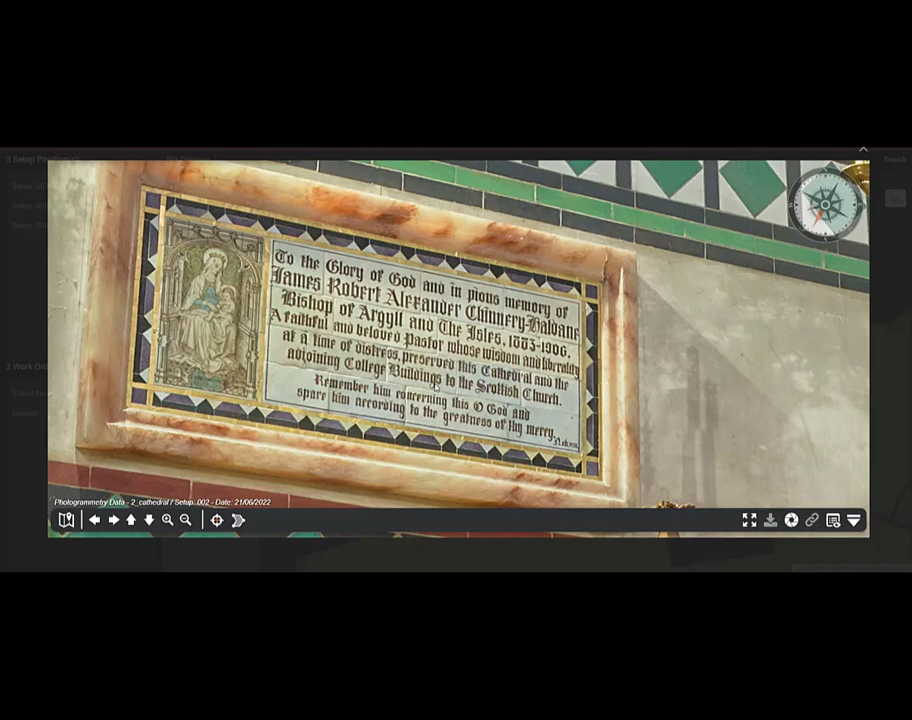 3 Setup
Search
To the Glory of God and in pious memory of
James Robert Alexander Chinnery-Haldane
Bishop of Argyll and The Isles, 1883-1906.
A faithful and beloved Pastor whose wisdom and liberality
at a time of distress, preserved this Cathedral and the
adjoining College Buildings to the Scottish Church.
Remember him concerning this O God and
spare him according to the greatness of thy mercy.
Photogrammetry Data - 2_cathedral / Setup_002 - Date: 21/06/2022